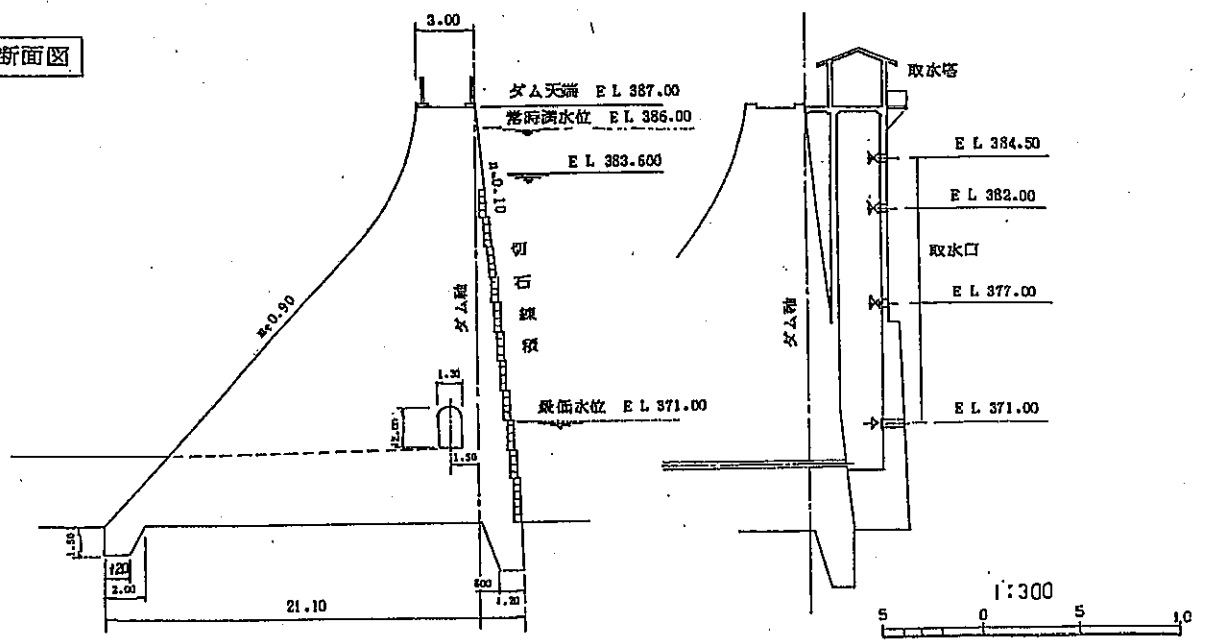 断面図
3.00
ダム天端 EL 387.00
常時満水位 EL 386.00
EL 383.600
n=0.10
切石練積
ダム軸
n=0.90
1.30
最低水位 EL 371.00
1.50
1.50
1.20
2.00
21.10
1.20
取水塔
EL 384.50
EL 382.00
取水口
EL 377.00
ダム軸
EL 371.00
1:300
5 0 5 10